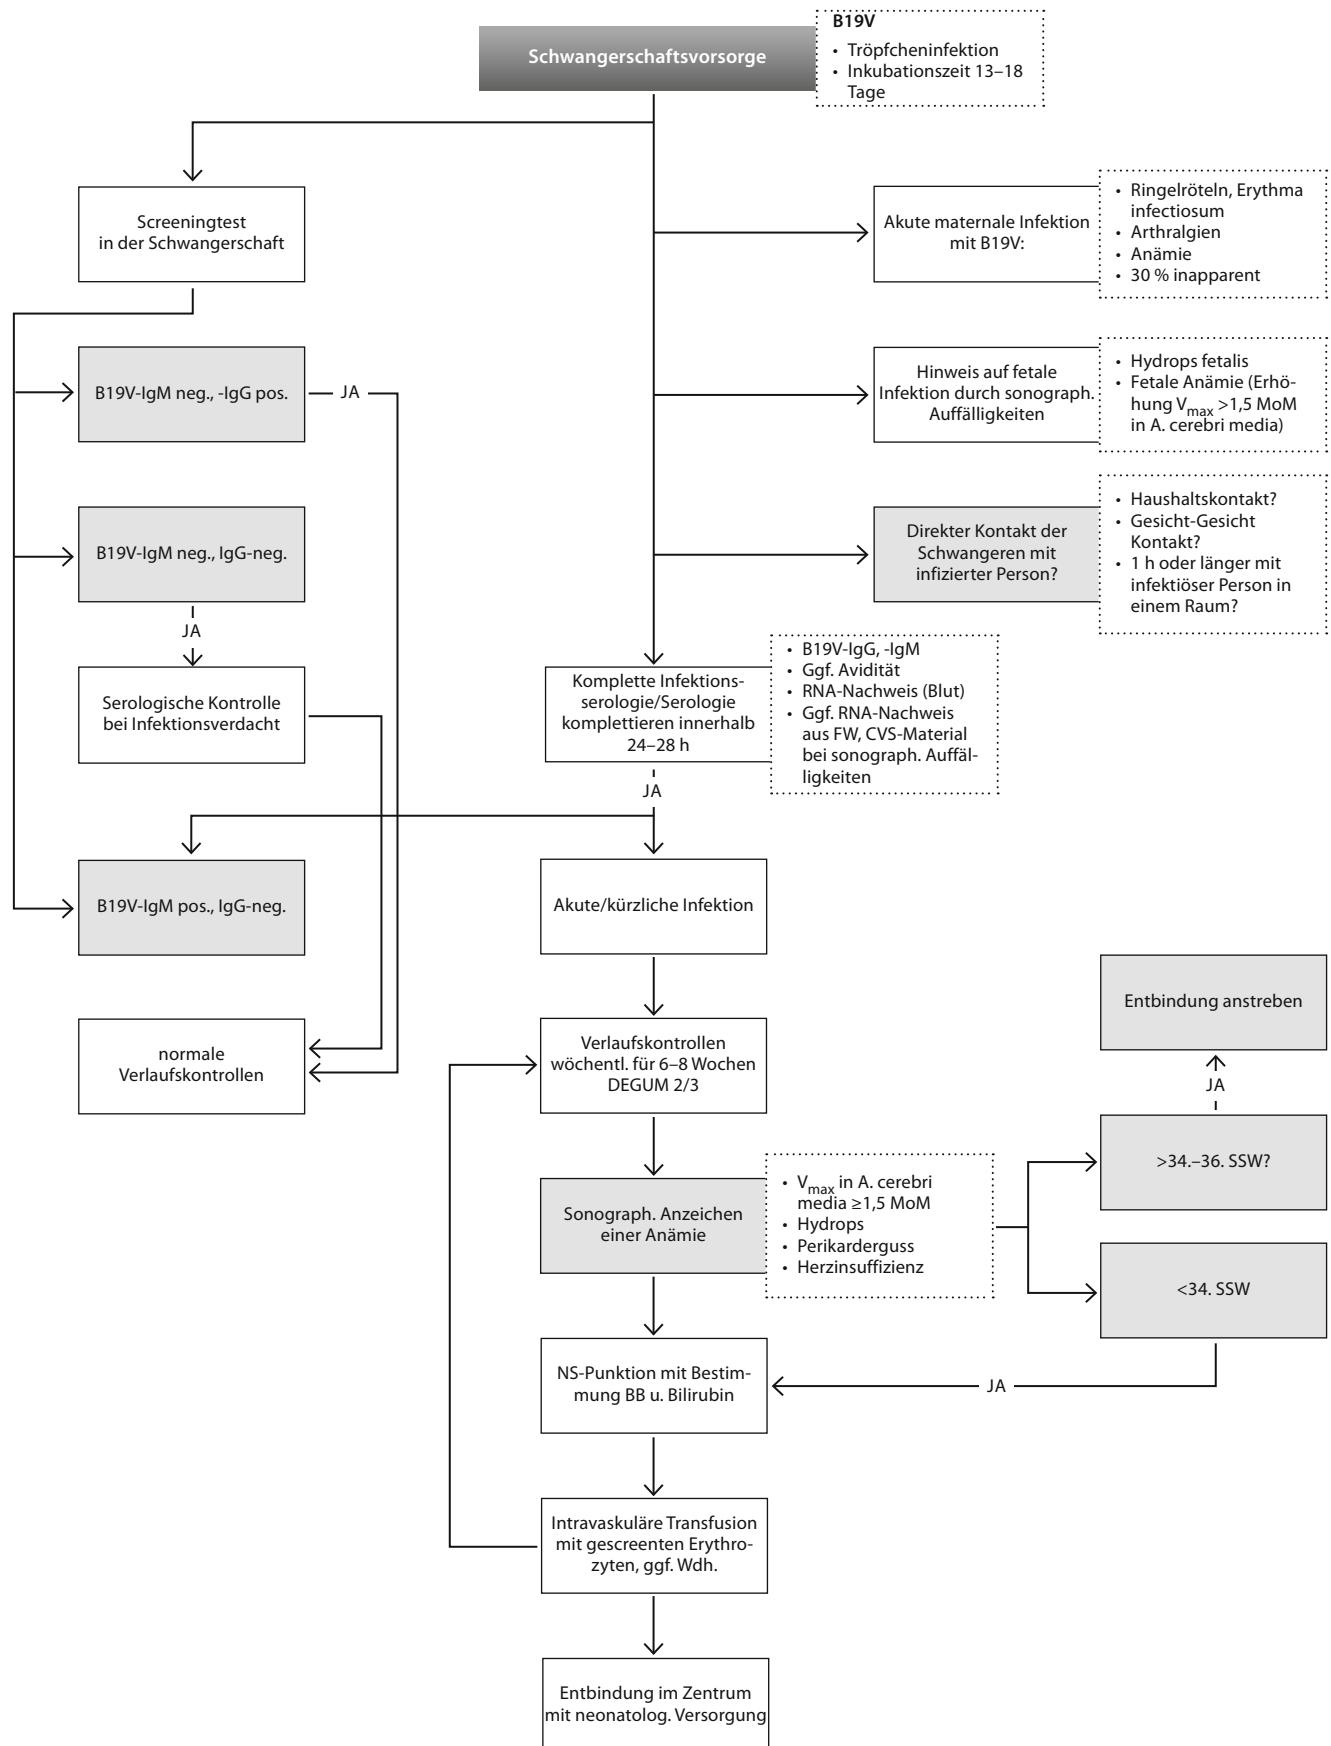 Schwangerschaftsvorsorge
B19V
• Tröpfcheninfektion
• Inkubationszeit 13–18
Tage
Screeningtest
in der Schwangerschaft
Akute maternale Infektion
mit B19V:
• Ringelröteln, Erythma
infectiosum
• Arthralgien
• Anämie
• 30 % inapparent
B19V-IgM neg., -IgG pos.
JA
Hinweis auf fetale
Infektion durch sonograph.
Auffälligkeiten
• Hydrops fetalis
• Fetale Anämie (Erhö-
hung Vmax >1,5 MoM
in A. cerebri media)
B19V-IgM neg., IgG-neg.
JA
Direkter Kontakt der
Schwangeren mit
infizierter Person?
• Haushaltskontakt?
• Gesicht-Gesicht
Kontakt?
• 1 h oder länger mit
infektiöser Person in
einem Raum?
Serologische Kontrolle
bei Infektionsverdacht
Komplette Infektions-
serologie/Serologie
komplettieren innerhalb
24–28 h
• B19V-IgG, -IgM
• Ggf. Avidität
• RNA-Nachweis (Blut)
• Ggf. RNA-Nachweis
aus FW, CVS-Material
bei sonograph. Auffäl-
ligkeiten
JA
B19V-IgM pos., IgG-neg.
Akute/kürzliche Infektion
normale
Verlaufskontrollen
Verlaufskontrollen
wöchentl. für 6–8 Wochen
DEGUM 2/3
Entbindung anstreben
JA
>34.–36. SSW?
Sonograph. Anzeichen
einer Anämie
• Vmax in A. cerebri
media ≥1,5 MoM
• Hydrops
• Perikarderguss
• Herzinsuffizienz
<34. SSW
JA
NS-Punktion mit Bestim-
mung BB u. Bilirubin
Intravaskuläre Transfusion
mit gescreenten Erythro-
zyten, ggf. Wdh.
Entbindung im Zentrum
mit neonatolog. Versorgung